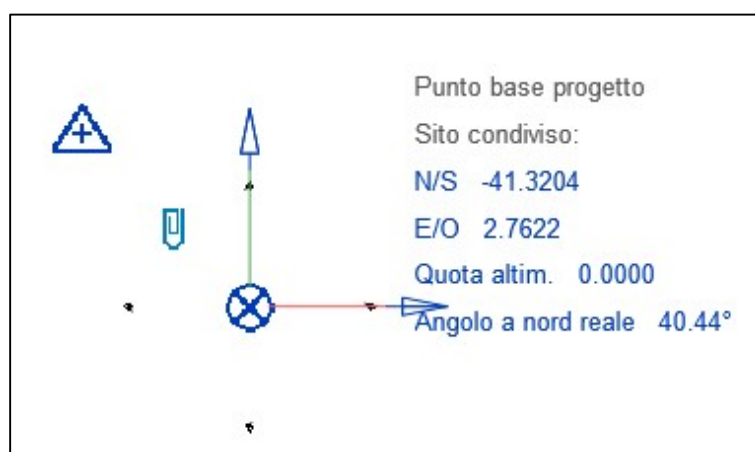 Punto base progetto
Sito condiviso:
N/S -41.3204
E/O 2.7622
Quota altim. 0.0000
Angolo a nord reale 40.44°